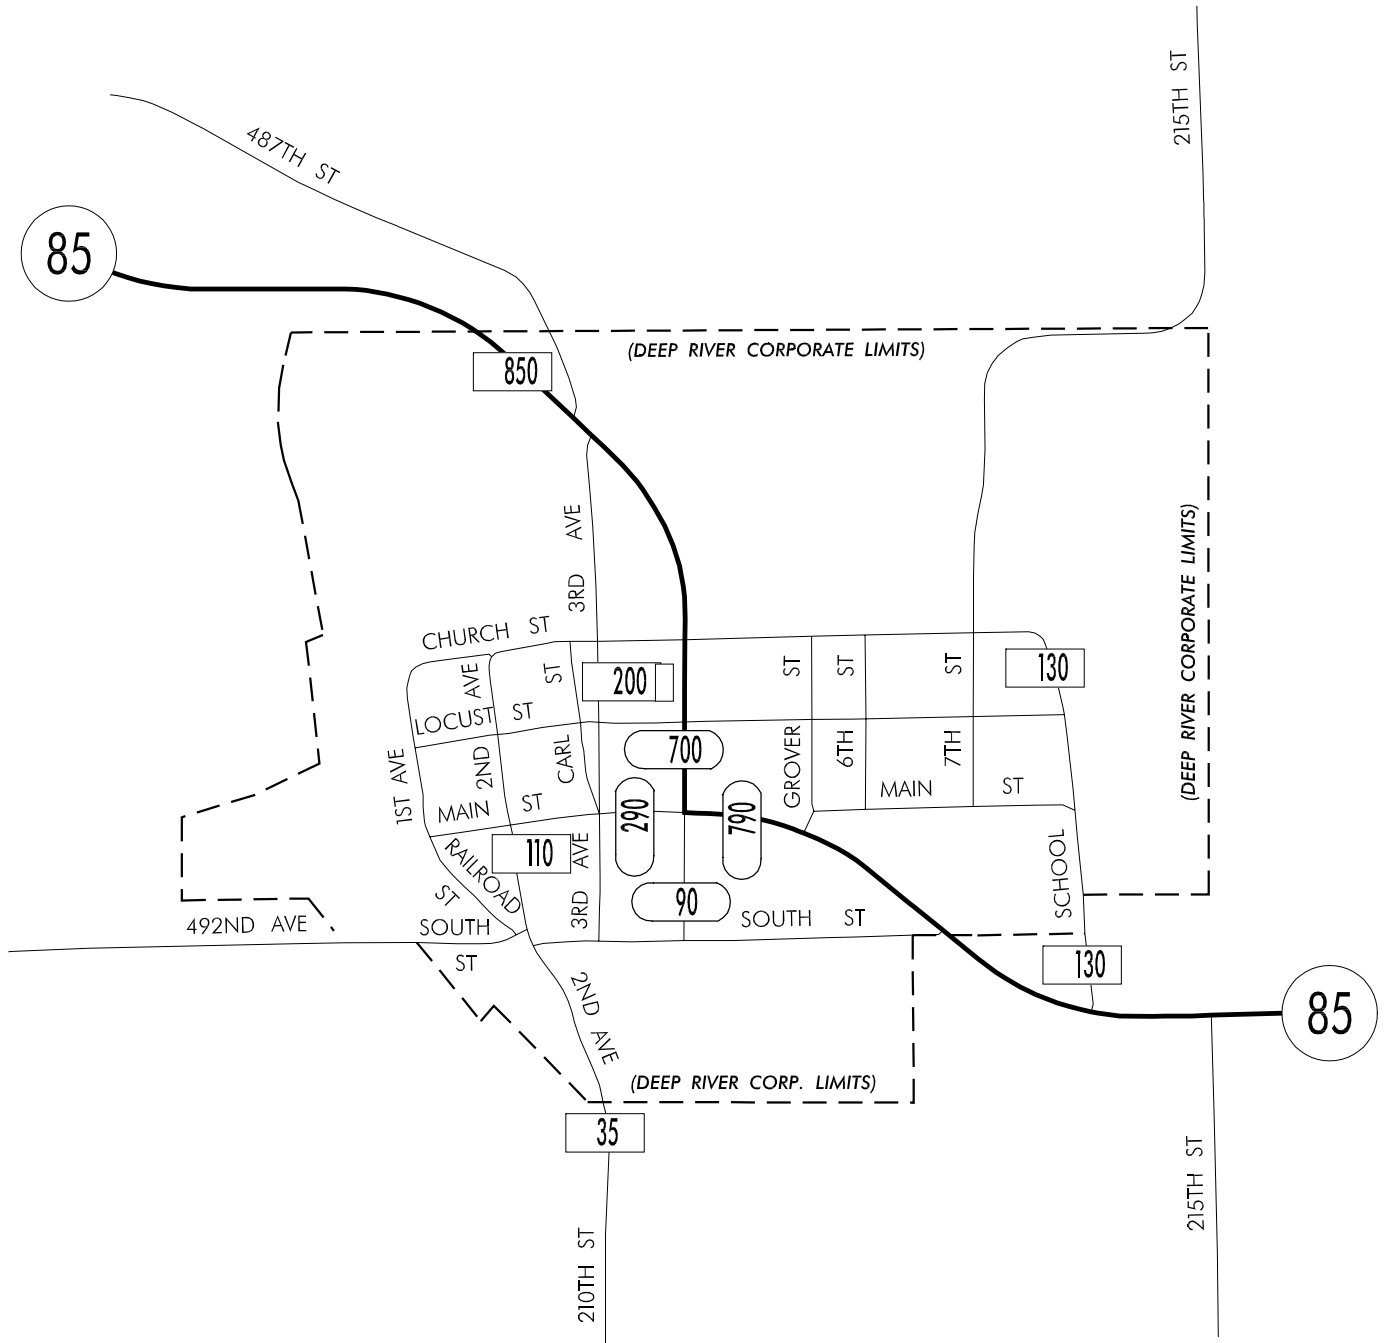 215TH ST
487TH ST
85
(DEEP RIVER CORPORATE LIMITS)
850
(DEEP RIVER CORPORATE LIMITS)
3RD AVE
CHURCH ST
200
130
LOCUST ST
2ND AVE
CARL ST
GROVER ST
6TH ST
7TH ST
700
1ST AVE
MAIN ST
MAIN ST
290
790
RAILROAD ST
110
3RD AVE
SCHOOL
90
492ND AVE
SOUTH ST
SOUTH ST
130
2ND AVE
85
(DEEP RIVER CORP. LIMITS)
35
210TH ST
215TH ST